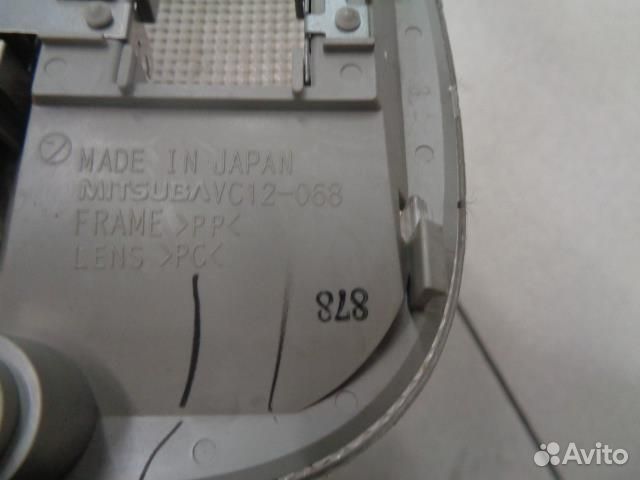 MADE IN JAPAN
MITSUBA VC12-068
FRAME >PP<
LENS >PC<
878
Avito